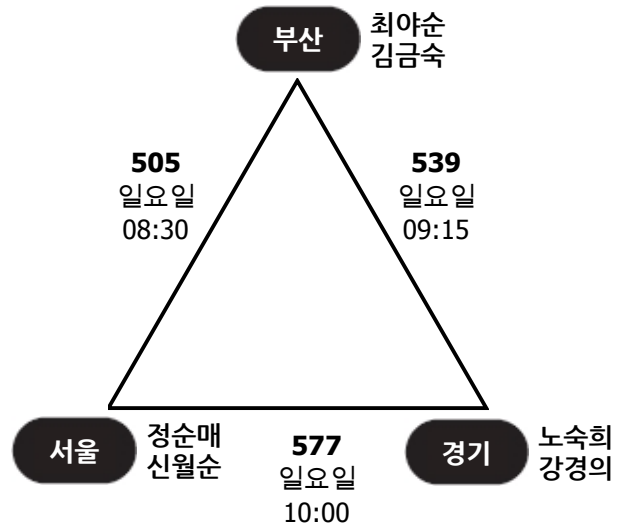 부산
최야순
김금숙
505
일요일
08:30
539
일요일
09:15
서울
정순매
신월순
577
일요일
10:00
경기
노숙희
강경의